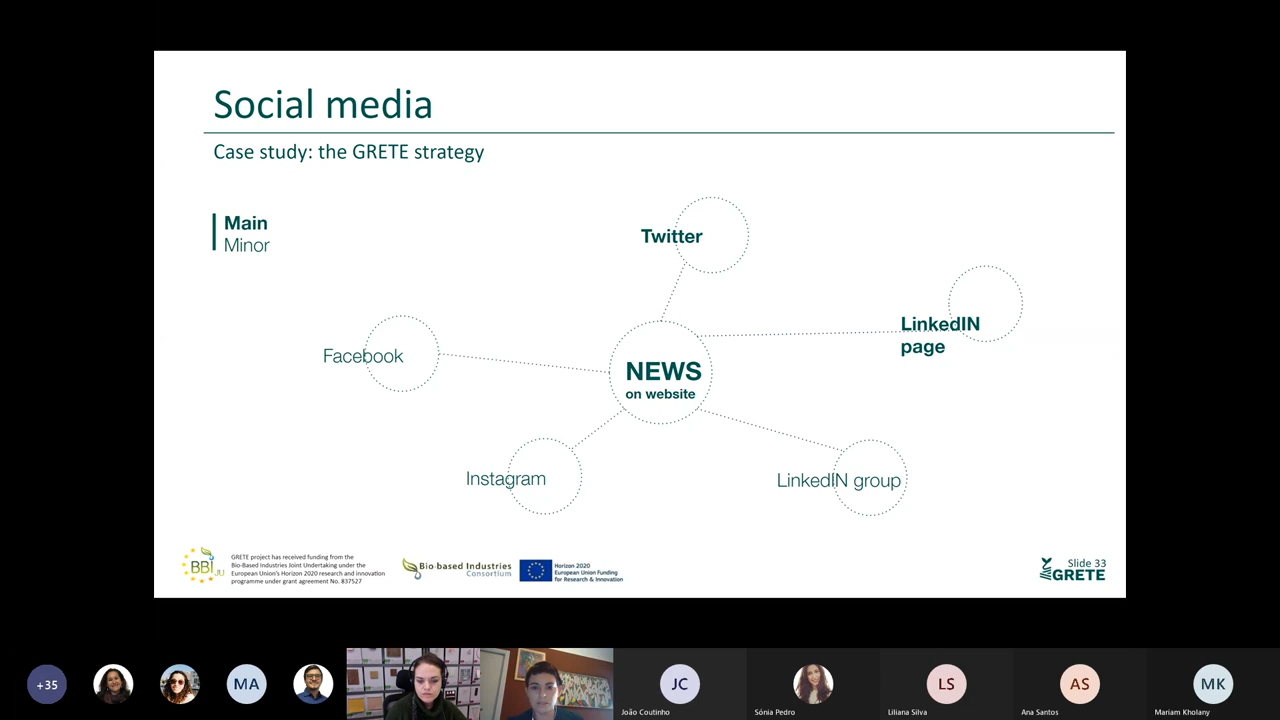 Social media
Case study: the GRETE strategy
Main
Minor
Twitter
LinkedIN
page
Facebook
NEWS
on website
Instagram
LinkedIN group
BBI JU
GRETE project has received funding from the
Bio-Based Industries Joint Undertaking under the
European Union's Horizon 2020 research and innovation
programme under grant agreement No. 837527
Bio-based Industries
Consortium
Horizon 2020
European Union Funding
for Research & Innovation
Slide 33
GRETE
+35
MA
JC
LS
AS
MK
João Coutinho
Sónia Pedro
Liliana Silva
Ana Santos
Mariam Kholany